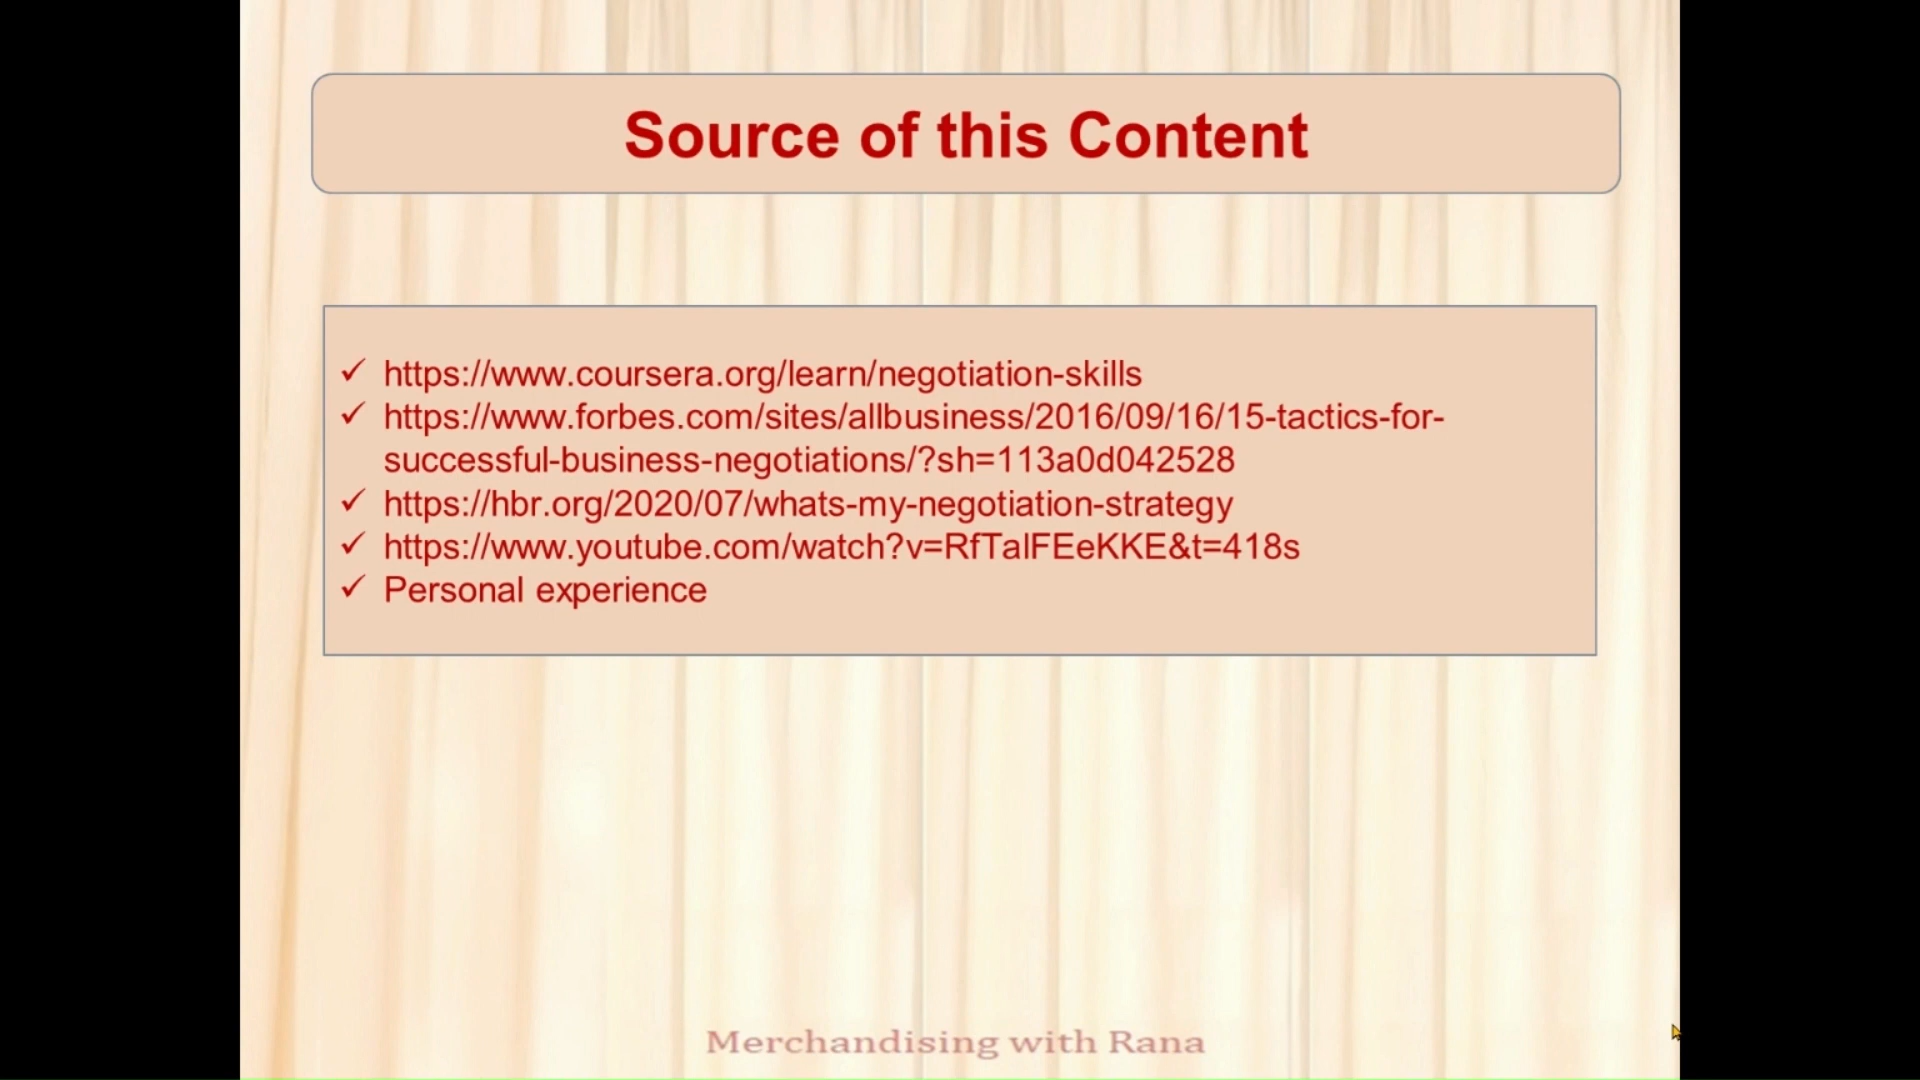 Source of this Content
✓ https://www.coursera.org/learn/negotiation-skills
✓ https://www.forbes.com/sites/allbusiness/2016/09/16/15-tactics-for-
successful-business-negotiations/?sh=113a0d042528
✓ https://hbr.org/2020/07/whats-my-negotiation-strategy
✓ https://www.youtube.com/watch?v=RfTalFEeKKE&t=418s
✓ Personal experience
Merchandising with Rana